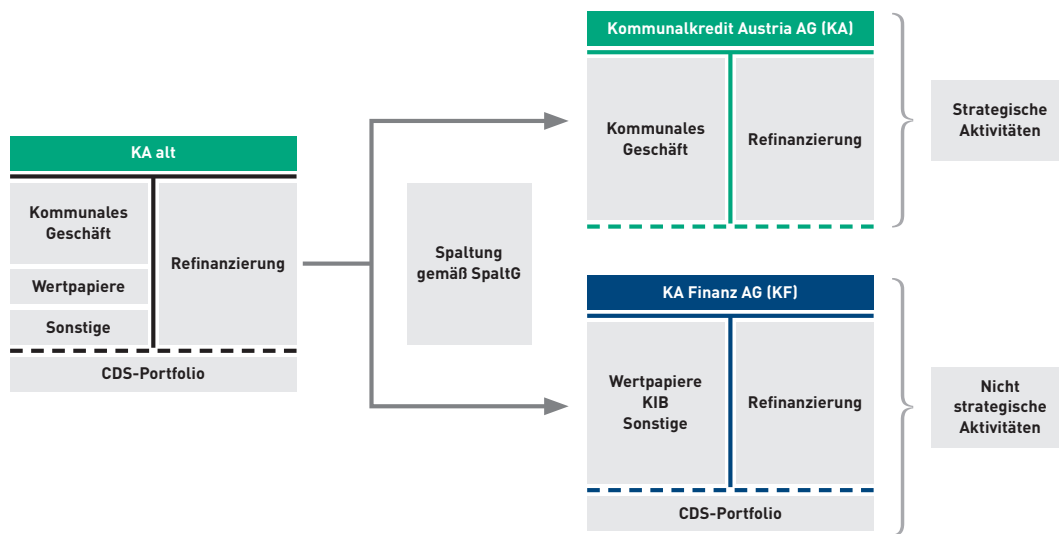 KA alt
Kommunales
Geschäft
Wertpapiere
Sonstige
Refinanzierung
CDS-Portfolio
Spaltung
gemäß SpaltG
Kommunalkredit Austria AG (KA)
Kommunales
Geschäft
Refinanzierung
Strategische
Aktivitäten
KA Finanz AG (KF)
Wertpapiere
KIB
Sonstige
Refinanzierung
CDS-Portfolio
Nicht
strategische
Aktivitäten